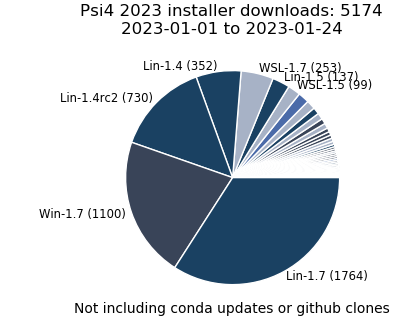 Psi4 2023 installer downloads: 5174
2023-01-01 to 2023-01-24
Lin-1.4 (352)
WSL-1.7 (253)
Lin-1.5 (137)
WSL-1.5 (99)
Lin-1.4rc2 (730)
Win-1.7 (1100)
Lin-1.7 (1764)
Not including conda updates or github clones